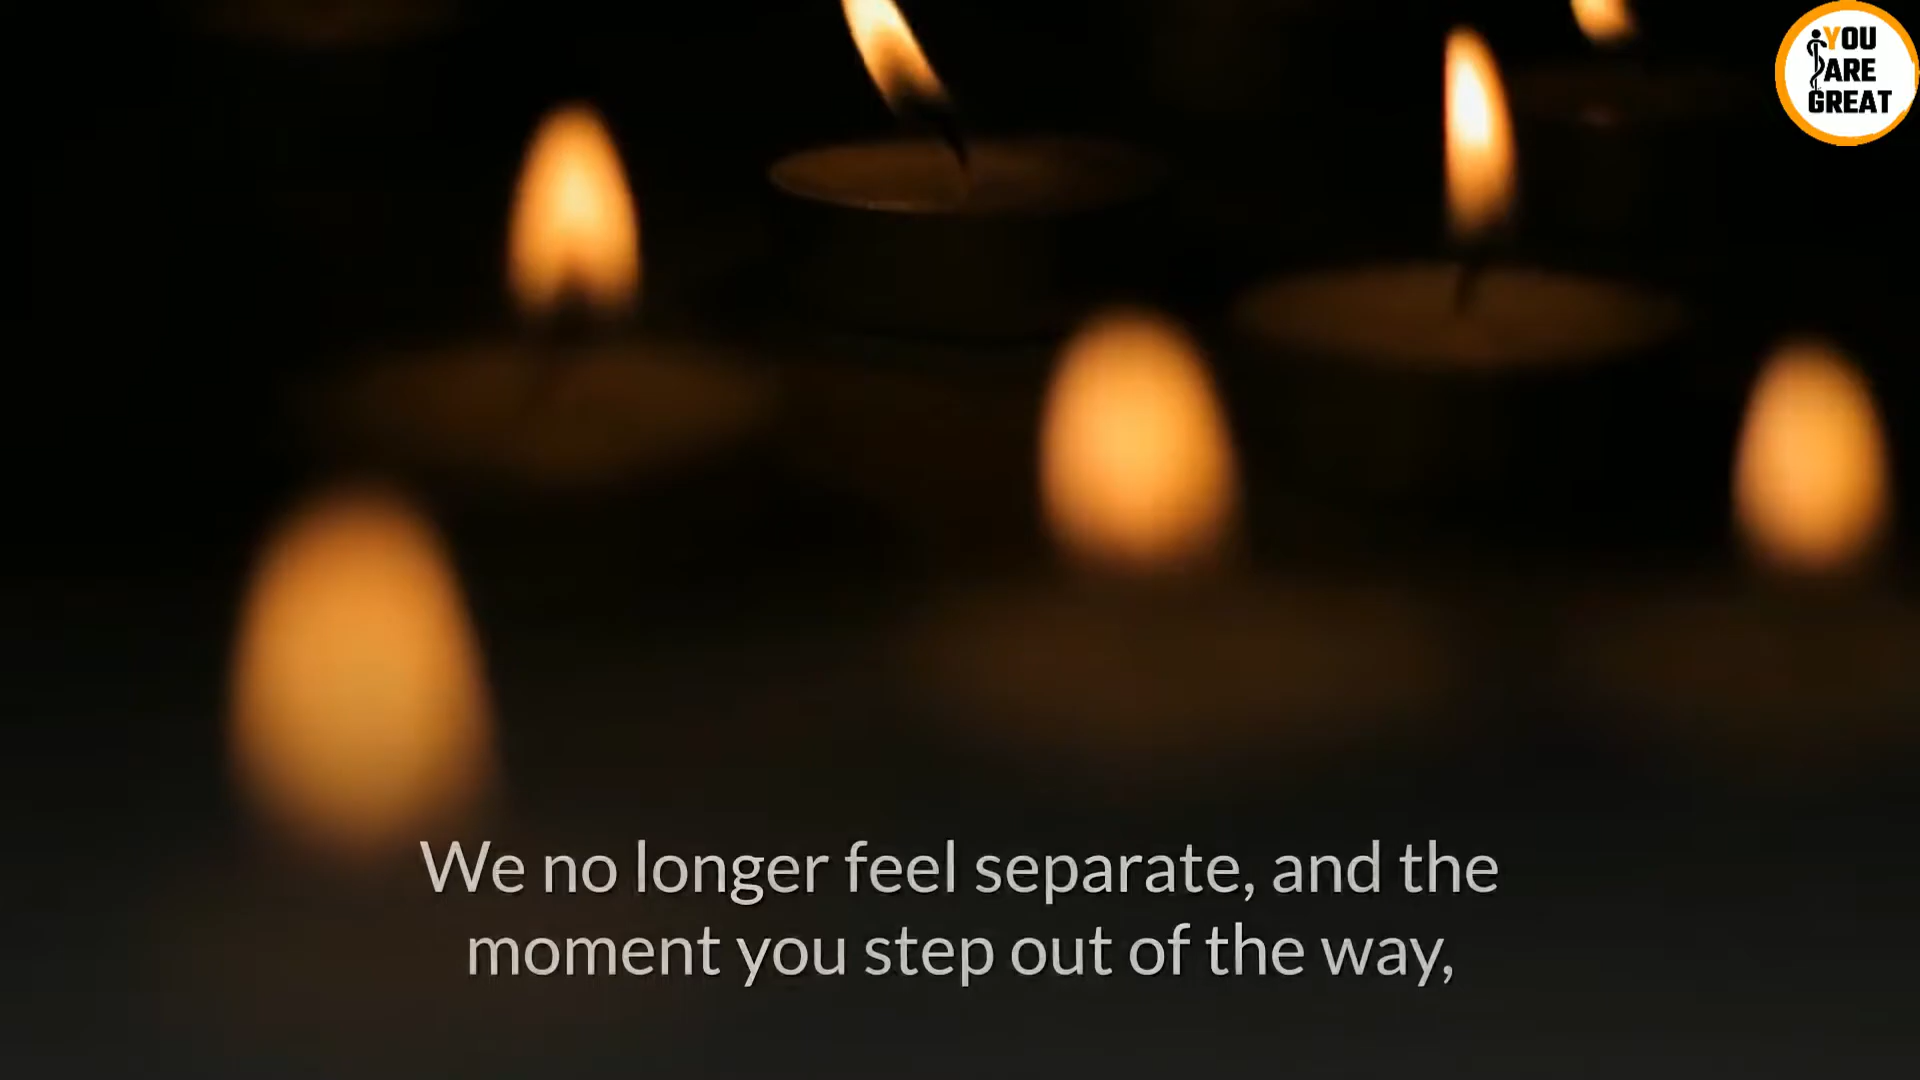 YOU
ARE
GREAT
We no longer feel separate, and the
moment you step out of the way,